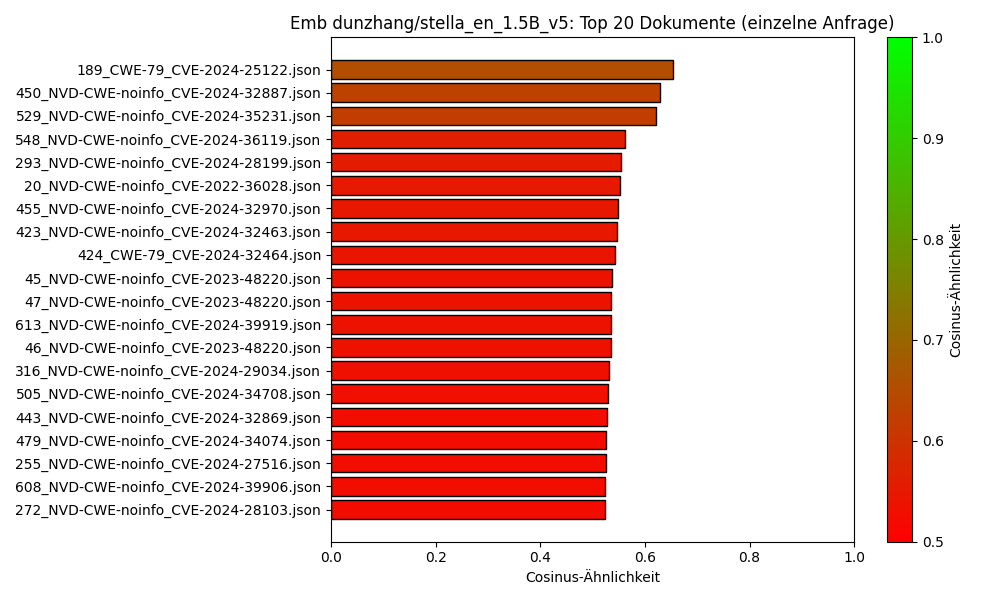 Emb dunzhang/stella_en_1.5B_v5: Top 20 Dokumente (einzelne Anfrage)
189_CWE-79_CVE-2024-25122.json
450_NVD-CWE-noinfo_CVE-2024-32887.json
529_NVD-CWE-noinfo_CVE-2024-35231.json
548_NVD-CWE-noinfo_CVE-2024-36119.json
293_NVD-CWE-noinfo_CVE-2024-28199.json
20_NVD-CWE-noinfo_CVE-2022-36028.json
455_NVD-CWE-noinfo_CVE-2024-32970.json
423_NVD-CWE-noinfo_CVE-2024-32463.json
424_CWE-79_CVE-2024-32464.json
45_NVD-CWE-noinfo_CVE-2023-48220.json
47_NVD-CWE-noinfo_CVE-2023-48220.json
613_NVD-CWE-noinfo_CVE-2024-39919.json
46_NVD-CWE-noinfo_CVE-2023-48220.json
316_NVD-CWE-noinfo_CVE-2024-29034.json
505_NVD-CWE-noinfo_CVE-2024-34708.json
443_NVD-CWE-noinfo_CVE-2024-32869.json
479_NVD-CWE-noinfo_CVE-2024-34074.json
255_NVD-CWE-noinfo_CVE-2024-27516.json
608_NVD-CWE-noinfo_CVE-2024-39906.json
272_NVD-CWE-noinfo_CVE-2024-28103.json
0.0 0.2 0.4 0.6 0.8 1.0
Cosinus-Ähnlichkeit
1.0
0.9
0.8
0.7
0.6
0.5
Cosinus-Ähnlichkeit